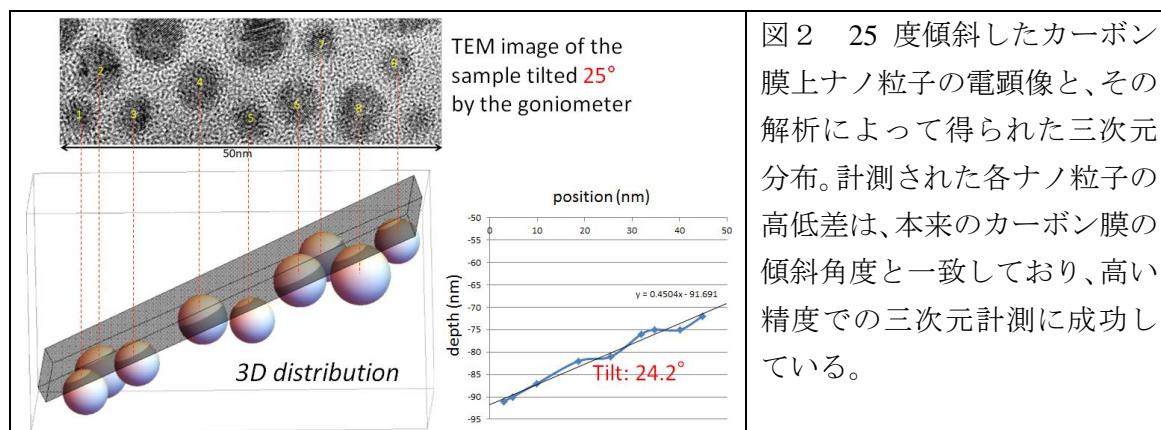 TEM image of the
sample tilted 25°
by the goniometer
1
2
3
4
5
6
7
8
9
50nm
3D distribution
position (nm)
0 10 20 30 40 50
-50
-55
-60
-65
-70
-75
-80
-85
-90
-95
depth (nm)
y = 0.4504x - 91.691
Tilt: 24.2°
図２　25 度傾斜したカーボン
膜上ナノ粒子の電顕像と、その
解析によって得られた三次元
分布。計測された各ナノ粒子の
高低差は、本来のカーボン膜の
傾斜角度と一致しており、高い
精度での三次元計測に成功し
ている。